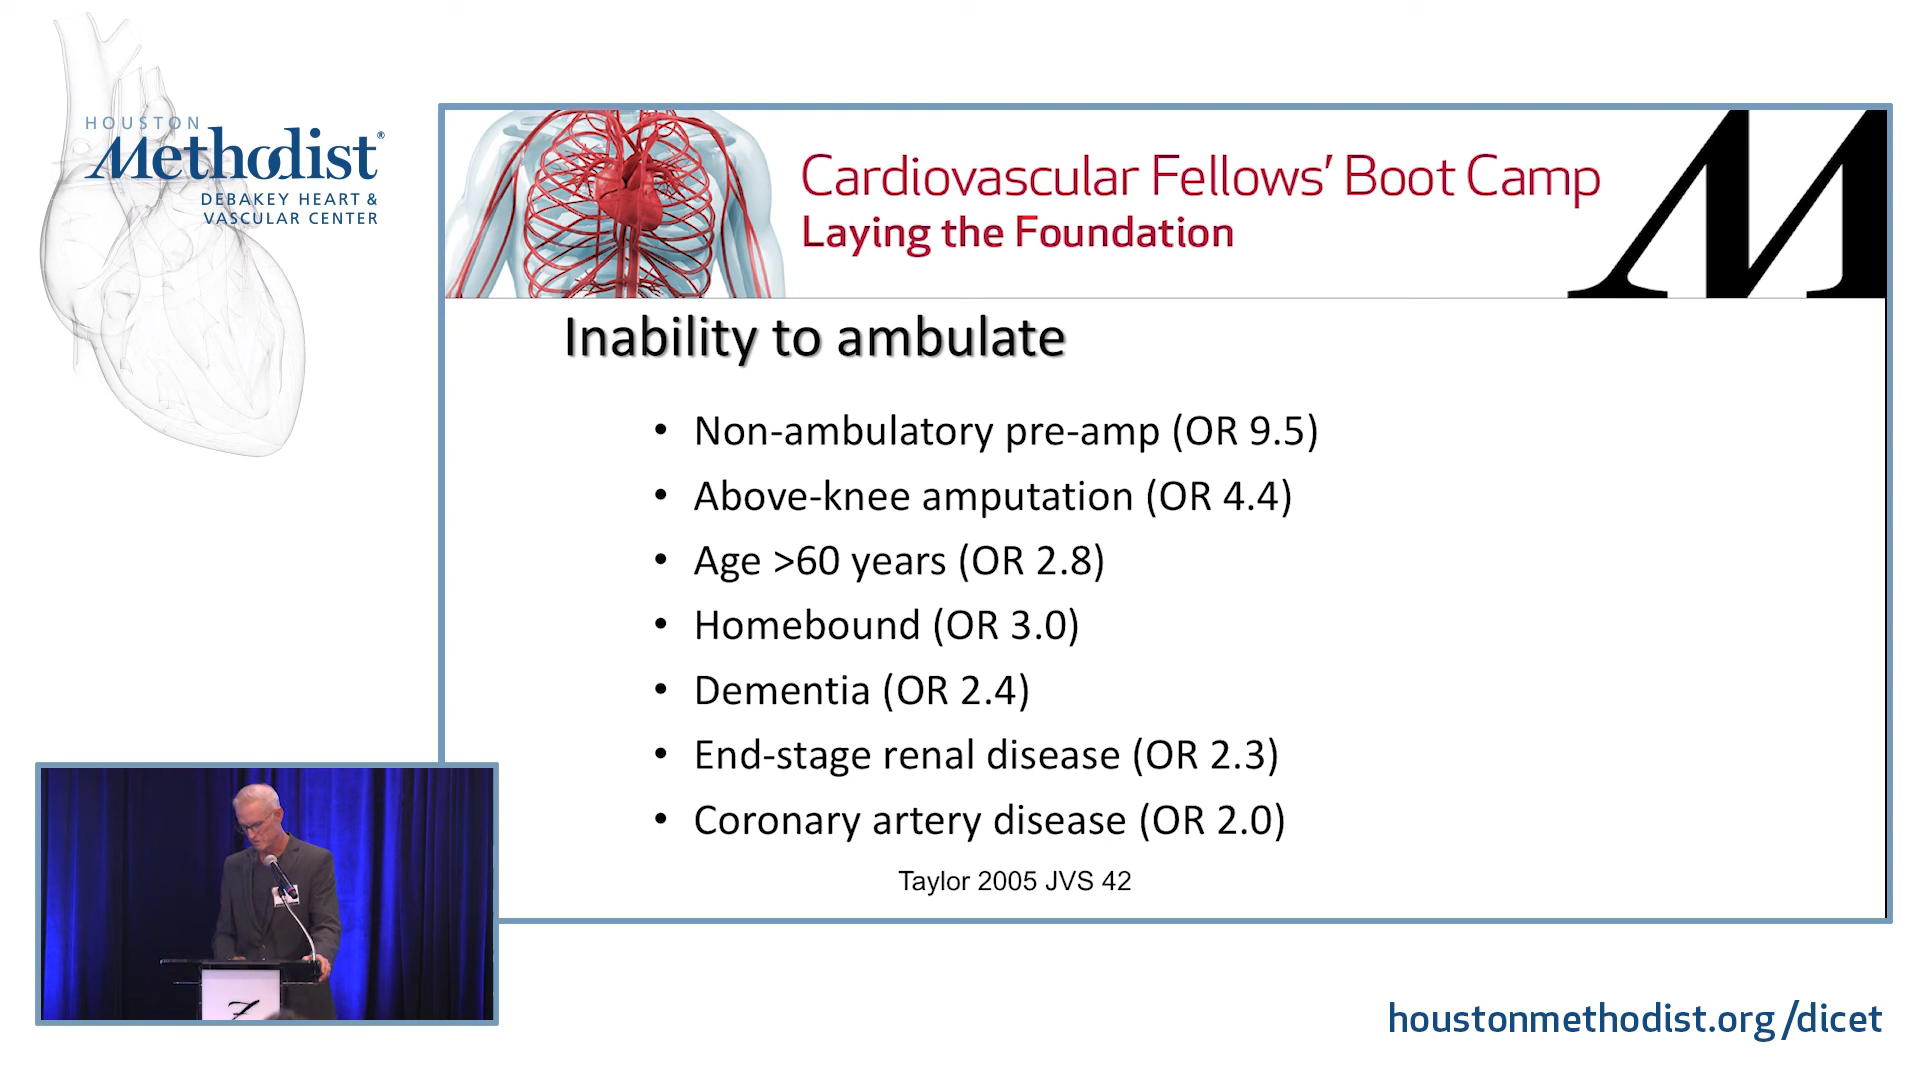 HOUSTON
Methodist®
DEBAKEY HEART &
VASCULAR CENTER
Cardiovascular Fellows’ Boot Camp
Laying the Foundation
M
Inability to ambulate
• Non-ambulatory pre-amp (OR 9.5)
• Above-knee amputation (OR 4.4)
• Age >60 years (OR 2.8)
• Homebound (OR 3.0)
• Dementia (OR 2.4)
• End-stage renal disease (OR 2.3)
• Coronary artery disease (OR 2.0)
Taylor 2005 JVS 42
houstonmethodist.org/dicet